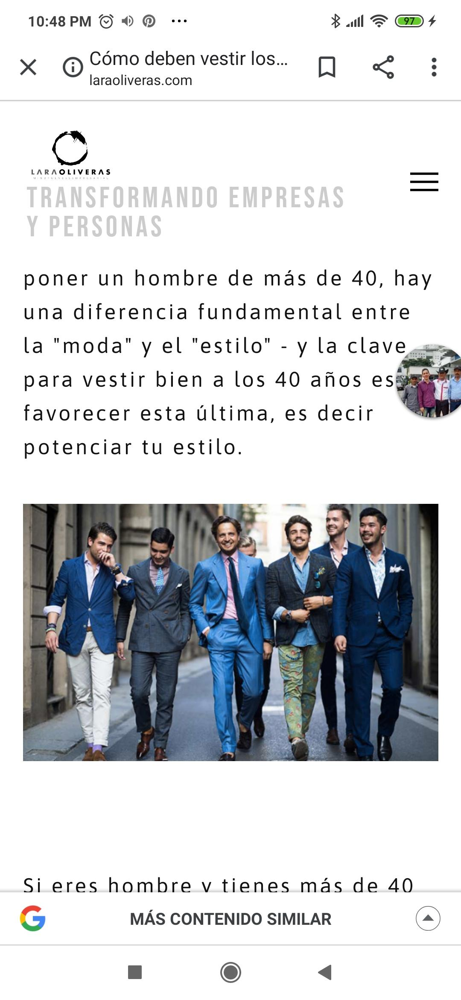 10:48 PM
97
Cómo deben vestir los...
laraoliveras.com
LARAOLIVERAS
MINDFULNESSEMPRESARIAL
TRANSFORMANDO EMPRESAS
Y PERSONAS
poner un hombre de más de 40, hay
una diferencia fundamental entre
la "moda" y el "estilo" - y la clave
para vestir bien a los 40 años es
favorecer esta última, es decir
potenciar tu estilo.
Si eres hombre y tienes más de 40
MÁS CONTENIDO SIMILAR